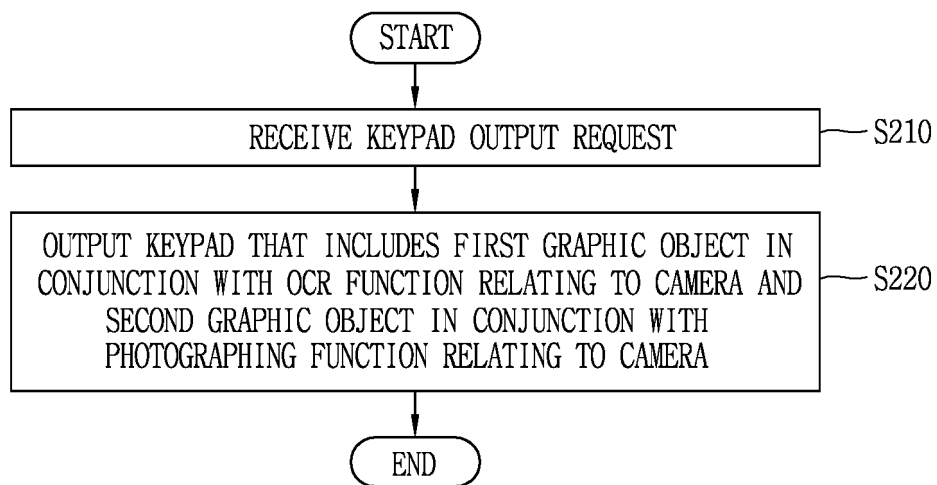 START
RECEIVE KEYPAD OUTPUT REQUEST
S210
OUTPUT KEYPAD THAT INCLUDES FIRST GRAPHIC OBJECT IN
CONJUNCTION WITH OCR FUNCTION RELATING TO CAMERA AND
SECOND GRAPHIC OBJECT IN CONJUNCTION WITH
PHOTOGRAPHING FUNCTION RELATING TO CAMERA
S220
END